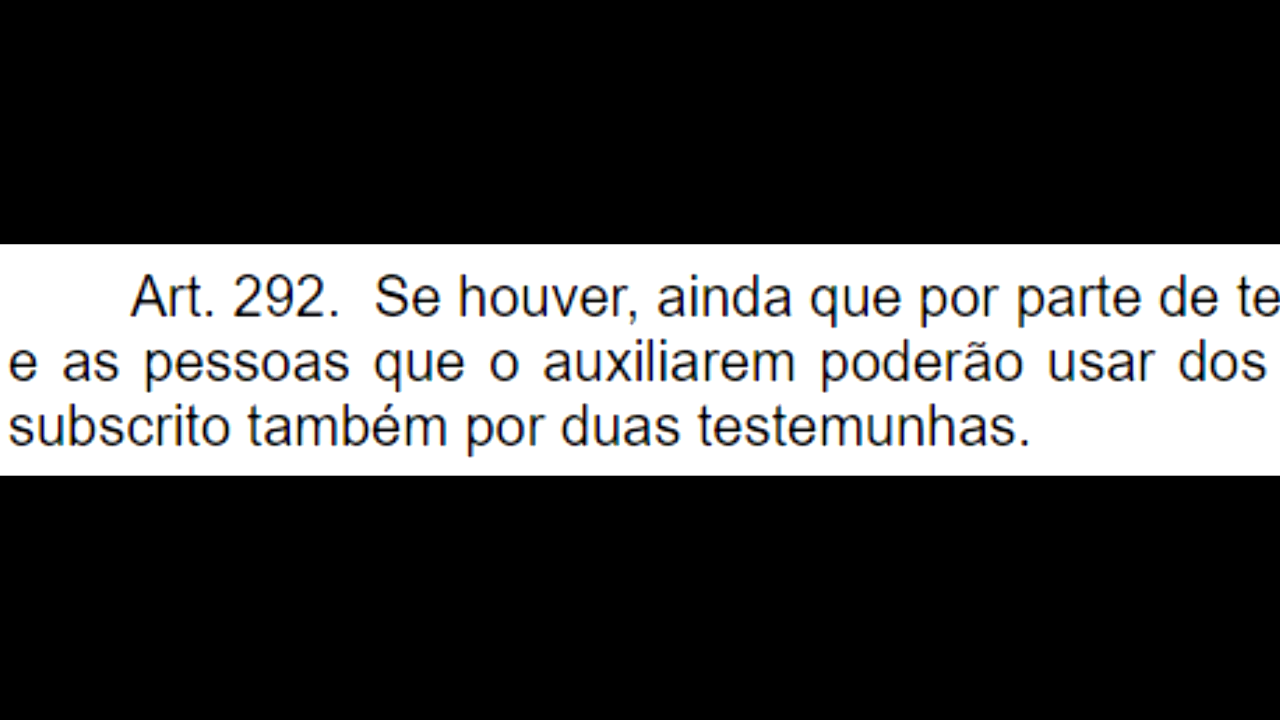 Art. 292. Se houver, ainda que por parte de te
e as pessoas que o auxiliarem poderão usar dos
subscrito também por duas testemunhas.